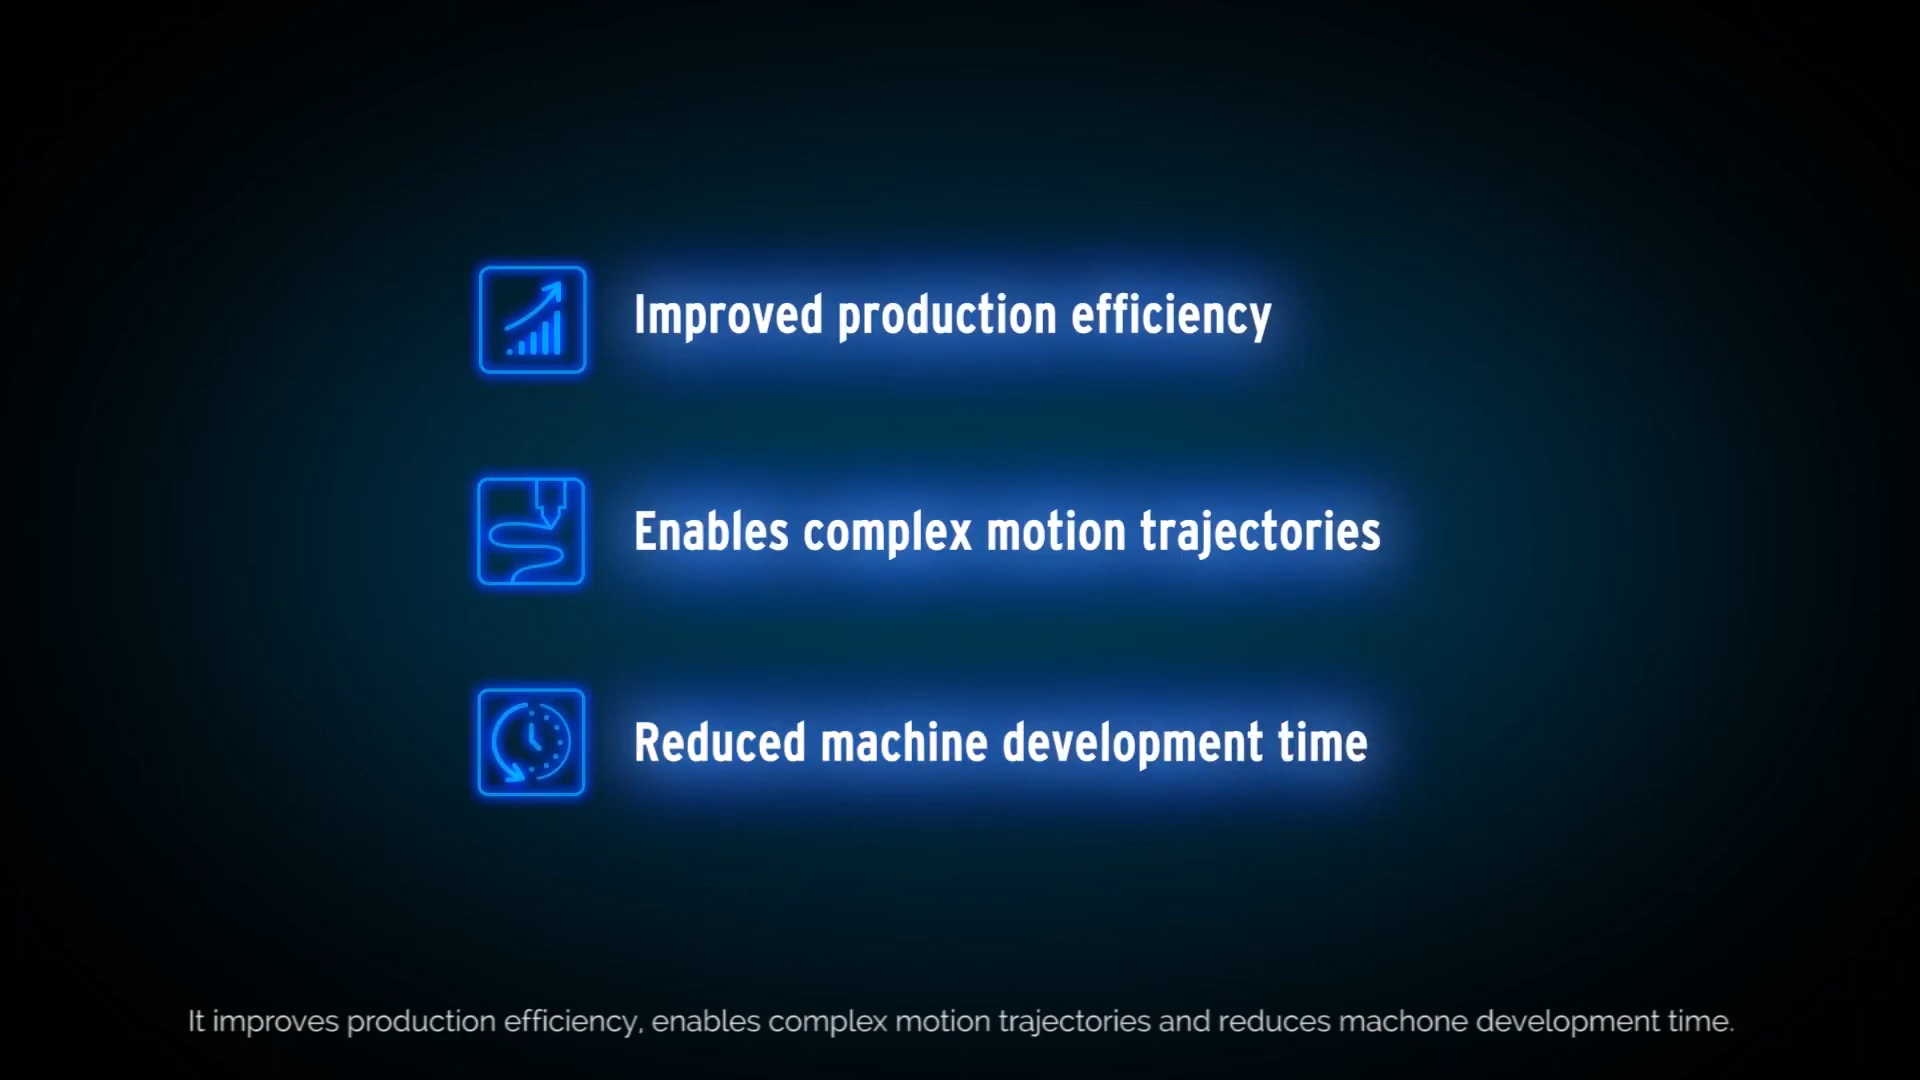 Improved production efficiency
Enables complex motion trajectories
Reduced machine development time
It improves production efficiency, enables complex motion trajectories and reduces machone development time.